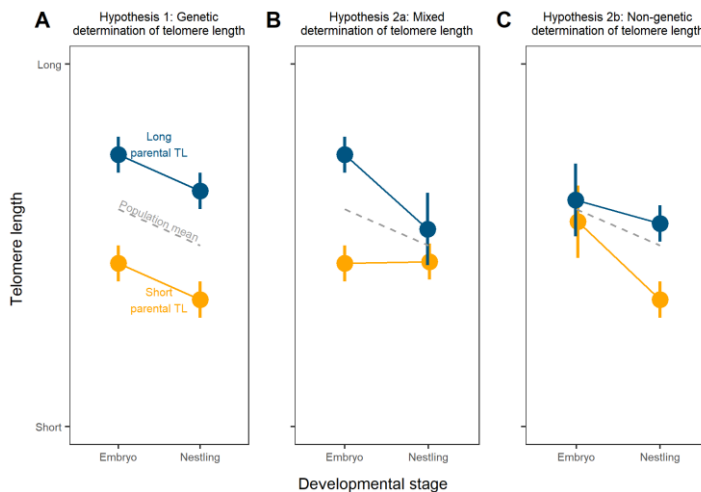 A
Hypothesis 1: Genetic
determination of telomere length
B
Hypothesis 2a: Mixed
determination of telomere length
C
Hypothesis 2b: Non-genetic
determination of telomere length
Telomere length
Long
Short
Long
parental TL
Population mean
Short
parental TL
Embryo
Nestling
Embryo
Nestling
Embryo
Nestling
Developmental stage